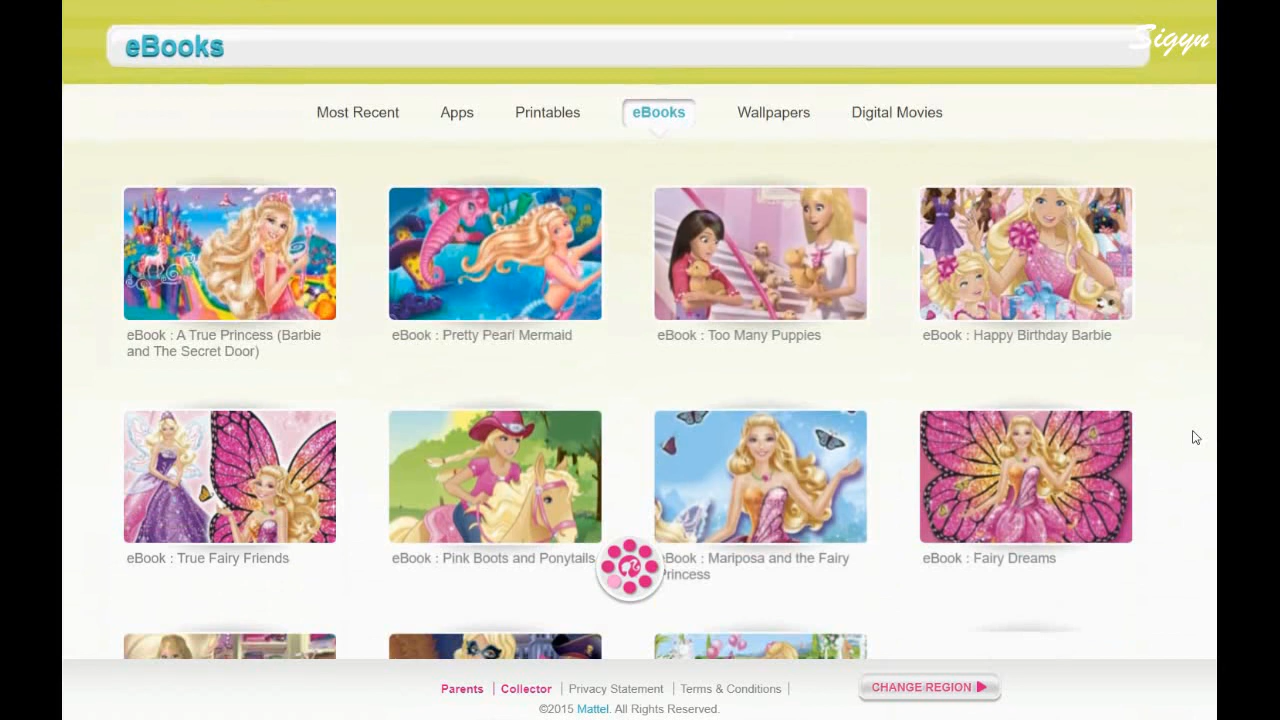 eBooks
Sigyn
Most Recent Apps Printables eBooks Wallpapers Digital Movies
eBook : A True Princess (Barbie
and The Secret Door)
eBook : Pretty Pearl Mermaid
eBook : Too Many Puppies
eBook : Happy Birthday Barbie
eBook : True Fairy Friends
eBook : Pink Boots and Ponytails
eBook : Mariposa and the Fairy
Princess
eBook : Fairy Dreams
Parents | Collector | Privacy Statement | Terms & Conditions |
CHANGE REGION
©2015 Mattel. All Rights Reserved.